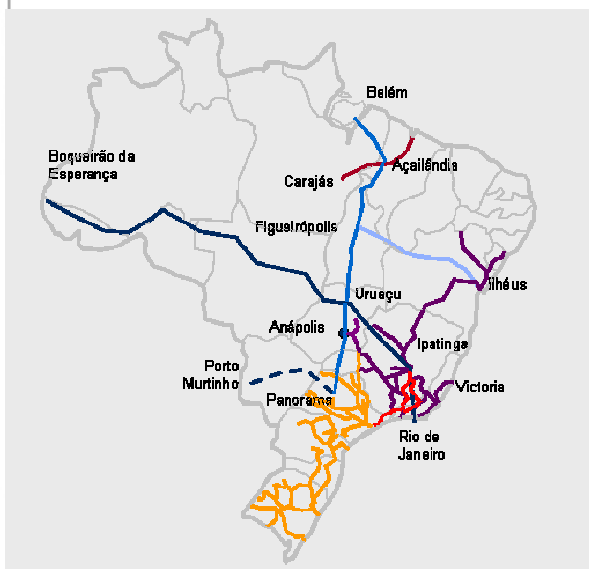 Belém
Boqueirão da
Esperança
Açailândia
Carajás
Figueirópolis
Ilhéus
Uruaçu
Anápolis
Ipatinga
Porto
Murtinho
Victoria
Panorama
Rio de
Janeiro